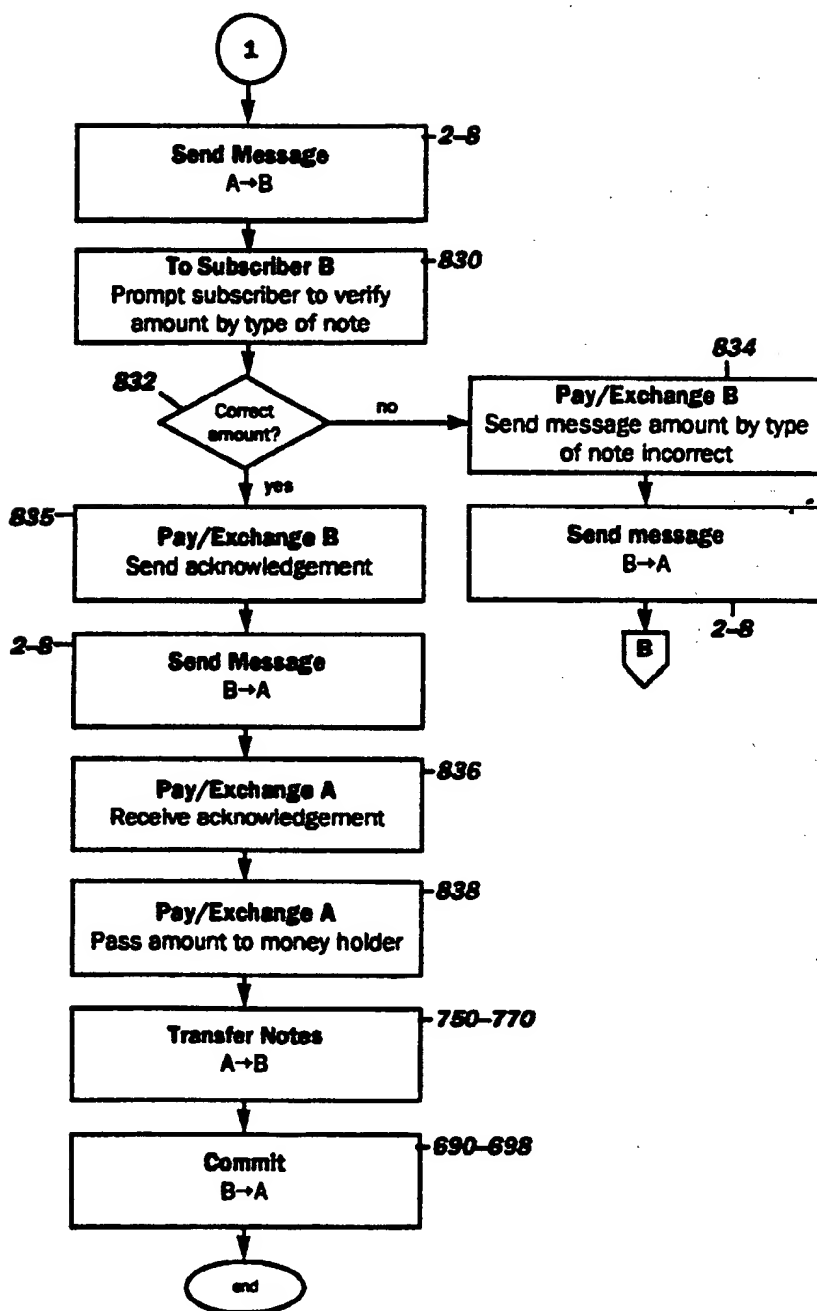 1
Send Message
A→B
2–8
To Subscriber B
Prompt subscriber to verify
amount by type of note
830
832
Correct
amount?
no
yes
834
Pay/Exchange B
Send message amount by type
of note incorrect
Send message
B→A
2–8
B
835
Pay/Exchange B
Send acknowledgement
2–8
Send Message
B→A
Pay/Exchange A
Receive acknowledgement
836
Pay/Exchange A
Pass amount to money holder
838
Transfer Notes
A→B
750–770
Commit
B→A
690–698
end